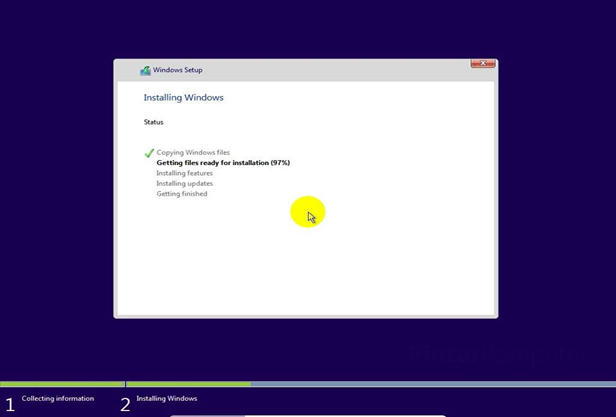 Windows Setup
Installing Windows
Status
Copying Windows files
Getting files ready for installation (97%)
Installing features
Installing updates
Getting finished
1 Collecting information
2 Installing Windows